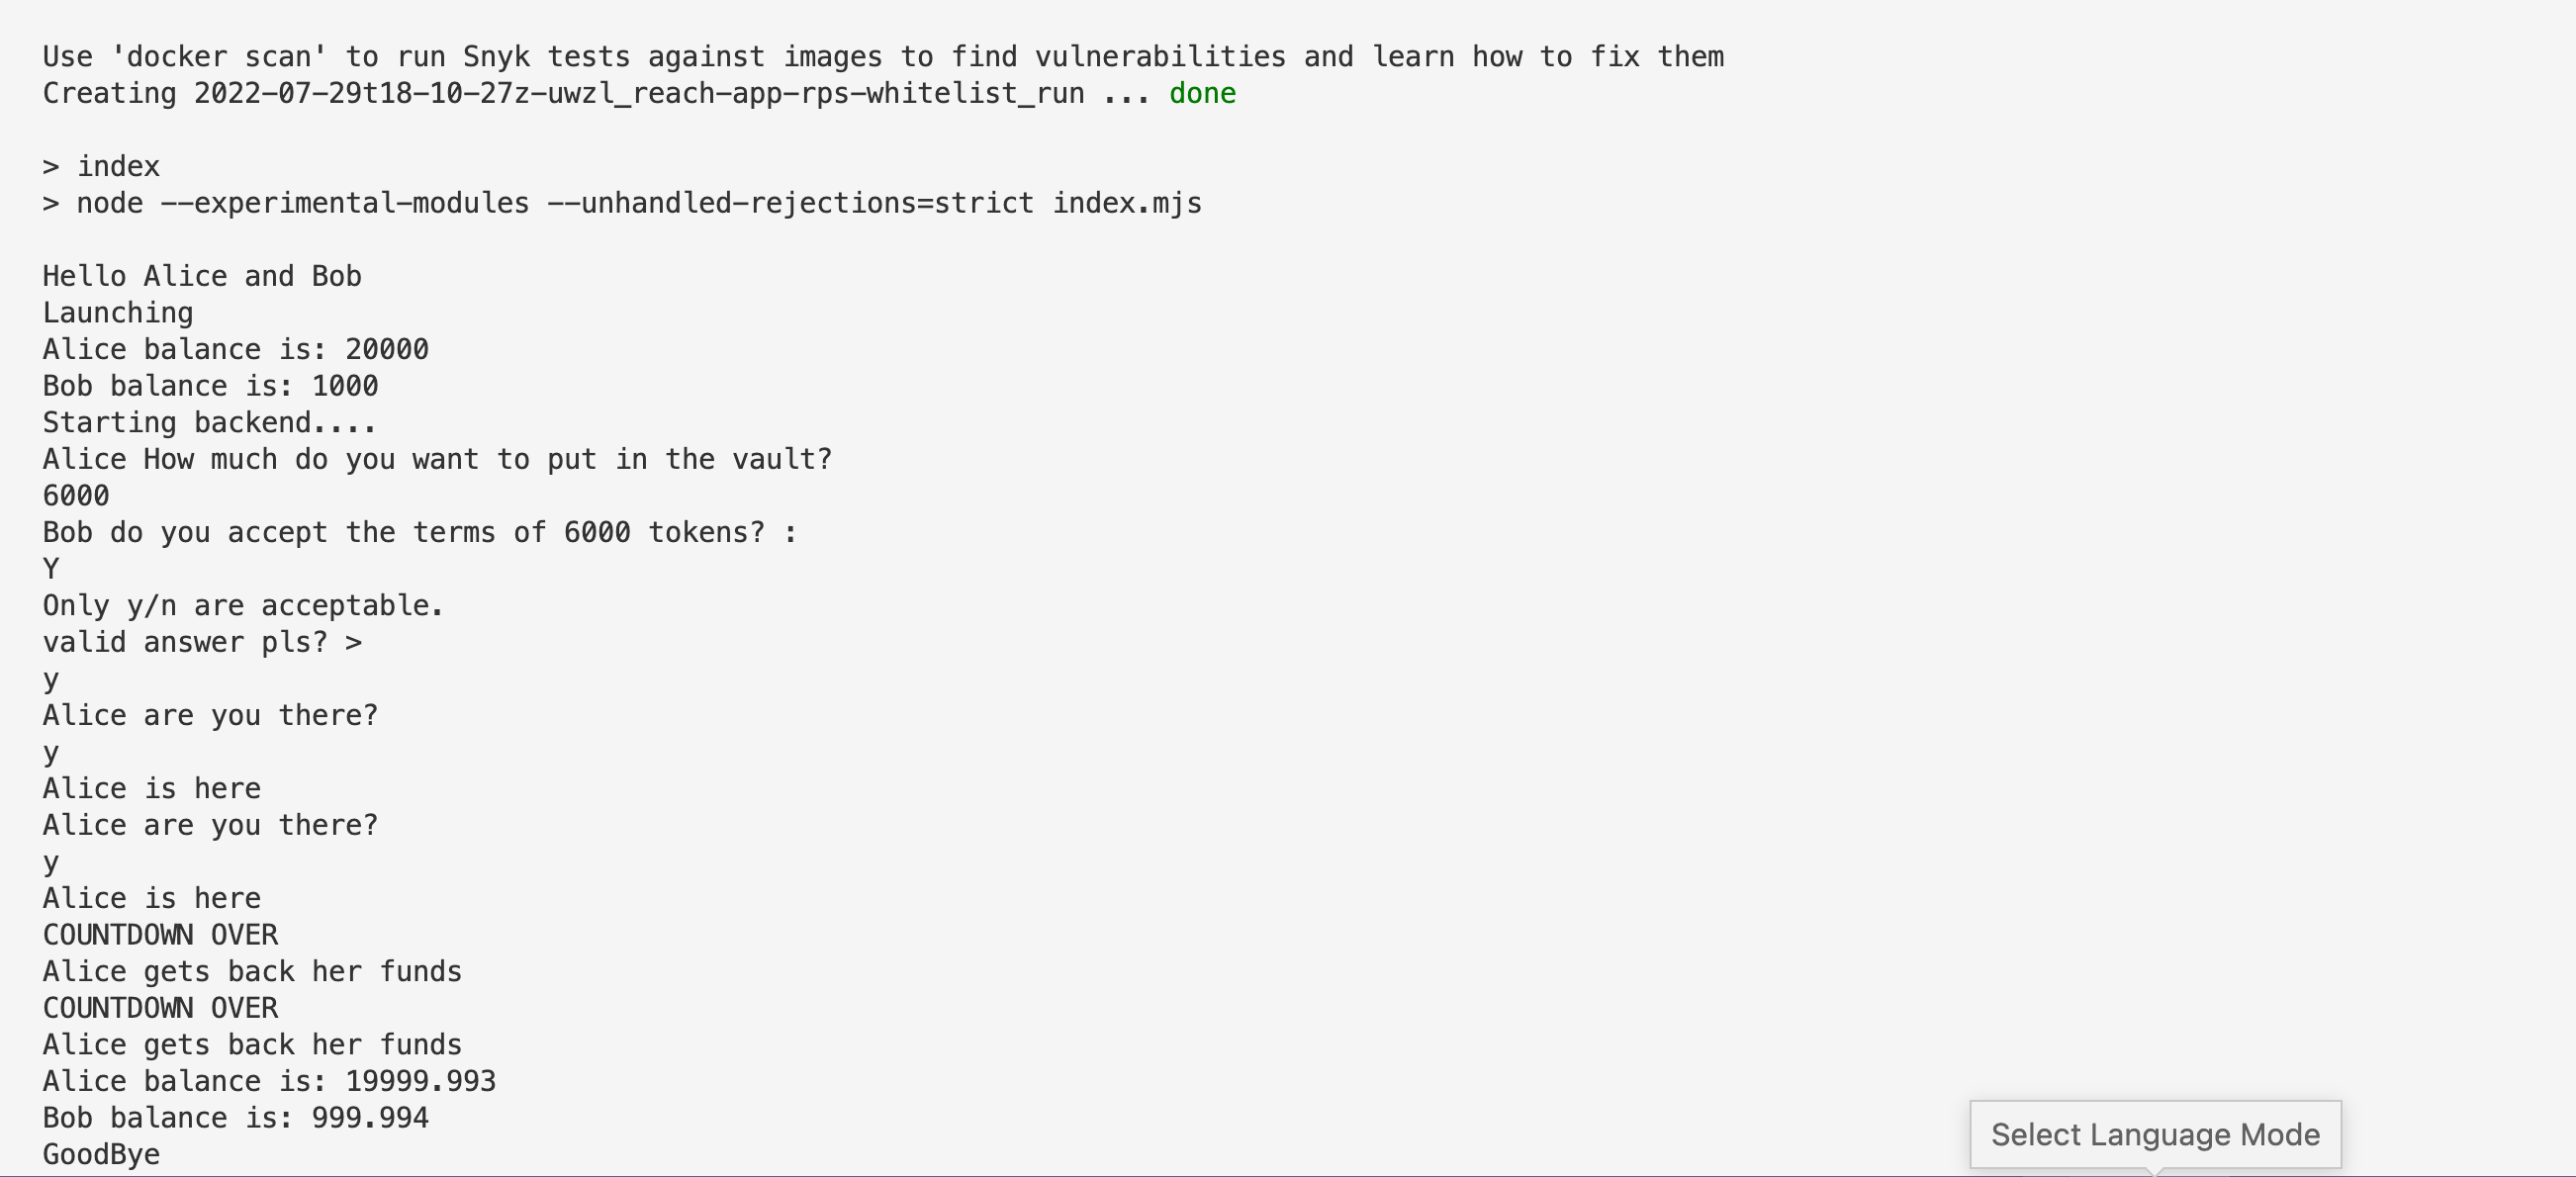 Use 'docker scan' to run Snyk tests against images to find vulnerabilities and learn how to fix them
Creating 2022-07-29t18-10-27z-uwzl_reach-app-rps-whitelist_run ... done
> index
> node --experimental-modules --unhandled-rejections=strict index.mjs
Hello Alice and Bob
Launching
Alice balance is: 20000
Bob balance is: 1000
Starting backend....
Alice How much do you want to put in the vault?
6000
Bob do you accept the terms of 6000 tokens? :
Y
Only y/n are acceptable.
valid answer pls? >
y
Alice are you there?
y
Alice is here
Alice are you there?
y
Alice is here
COUNTDOWN OVER
Alice gets back her funds
COUNTDOWN OVER
Alice gets back her funds
Alice balance is: 19999.993
Bob balance is: 999.994
GoodBye
Select Language Mode